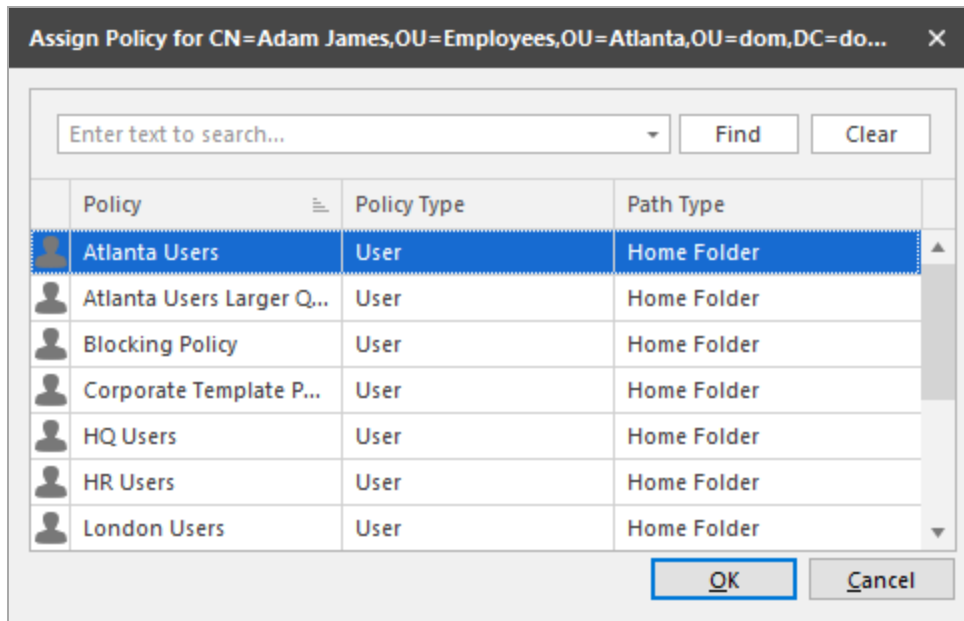 Assign Policy for CN=Adam James,OU=Employees,OU=Atlanta,OU=dom,DC=do...
Enter text to search... Find Clear
Policy Policy Type Path Type
Atlanta Users User Home Folder
Atlanta Users Larger Q... User Home Folder
Blocking Policy User Home Folder
Corporate Template P... User Home Folder
HQ Users User Home Folder
HR Users User Home Folder
London Users User Home Folder
OK Cancel